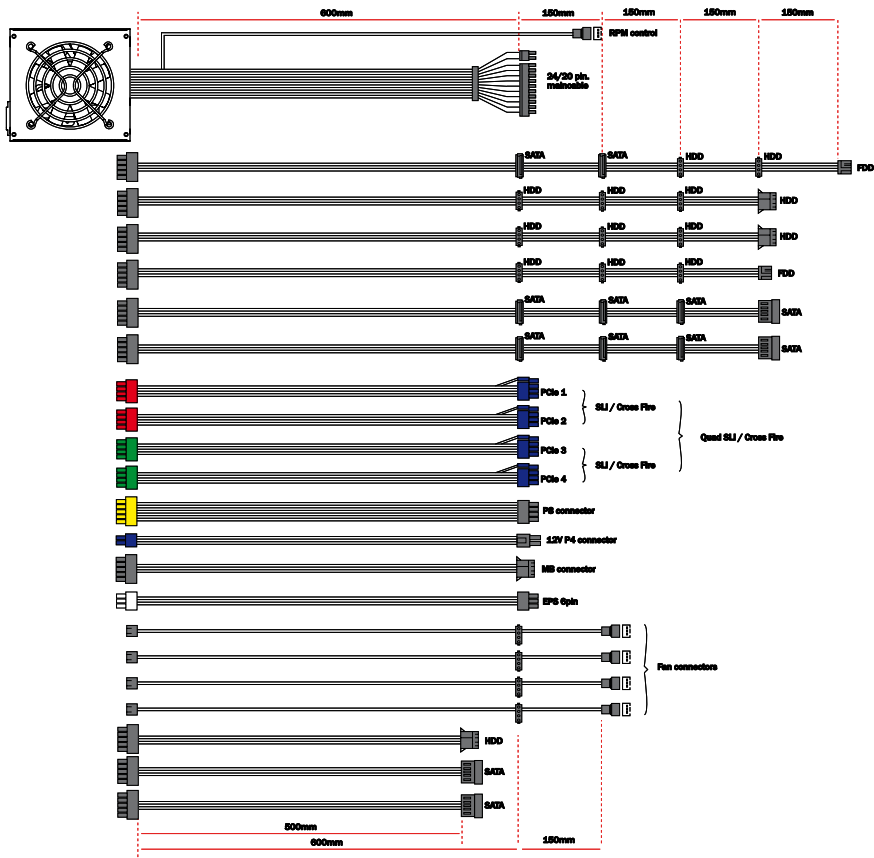 600mm 150mm 150mm 150mm 150mm
RPM control
24/20 pin.
maincable
SATA SATA HDD HDD FDD
HDD HDD HDD HDD
HDD HDD HDD HDD
HDD HDD HDD FDD
SATA SATA SATA SATA
SATA SATA SATA SATA
PCIe 1
SLI / Cross Fire
PCIe 2
Quad SLI / Cross Fire
PCIe 3
SLI / Cross Fire
PCIe 4
P8 connector
12V P4 connector
MB connector
EPS 6pin
Fan connectors
HDD
SATA
SATA
500mm
600mm 150mm